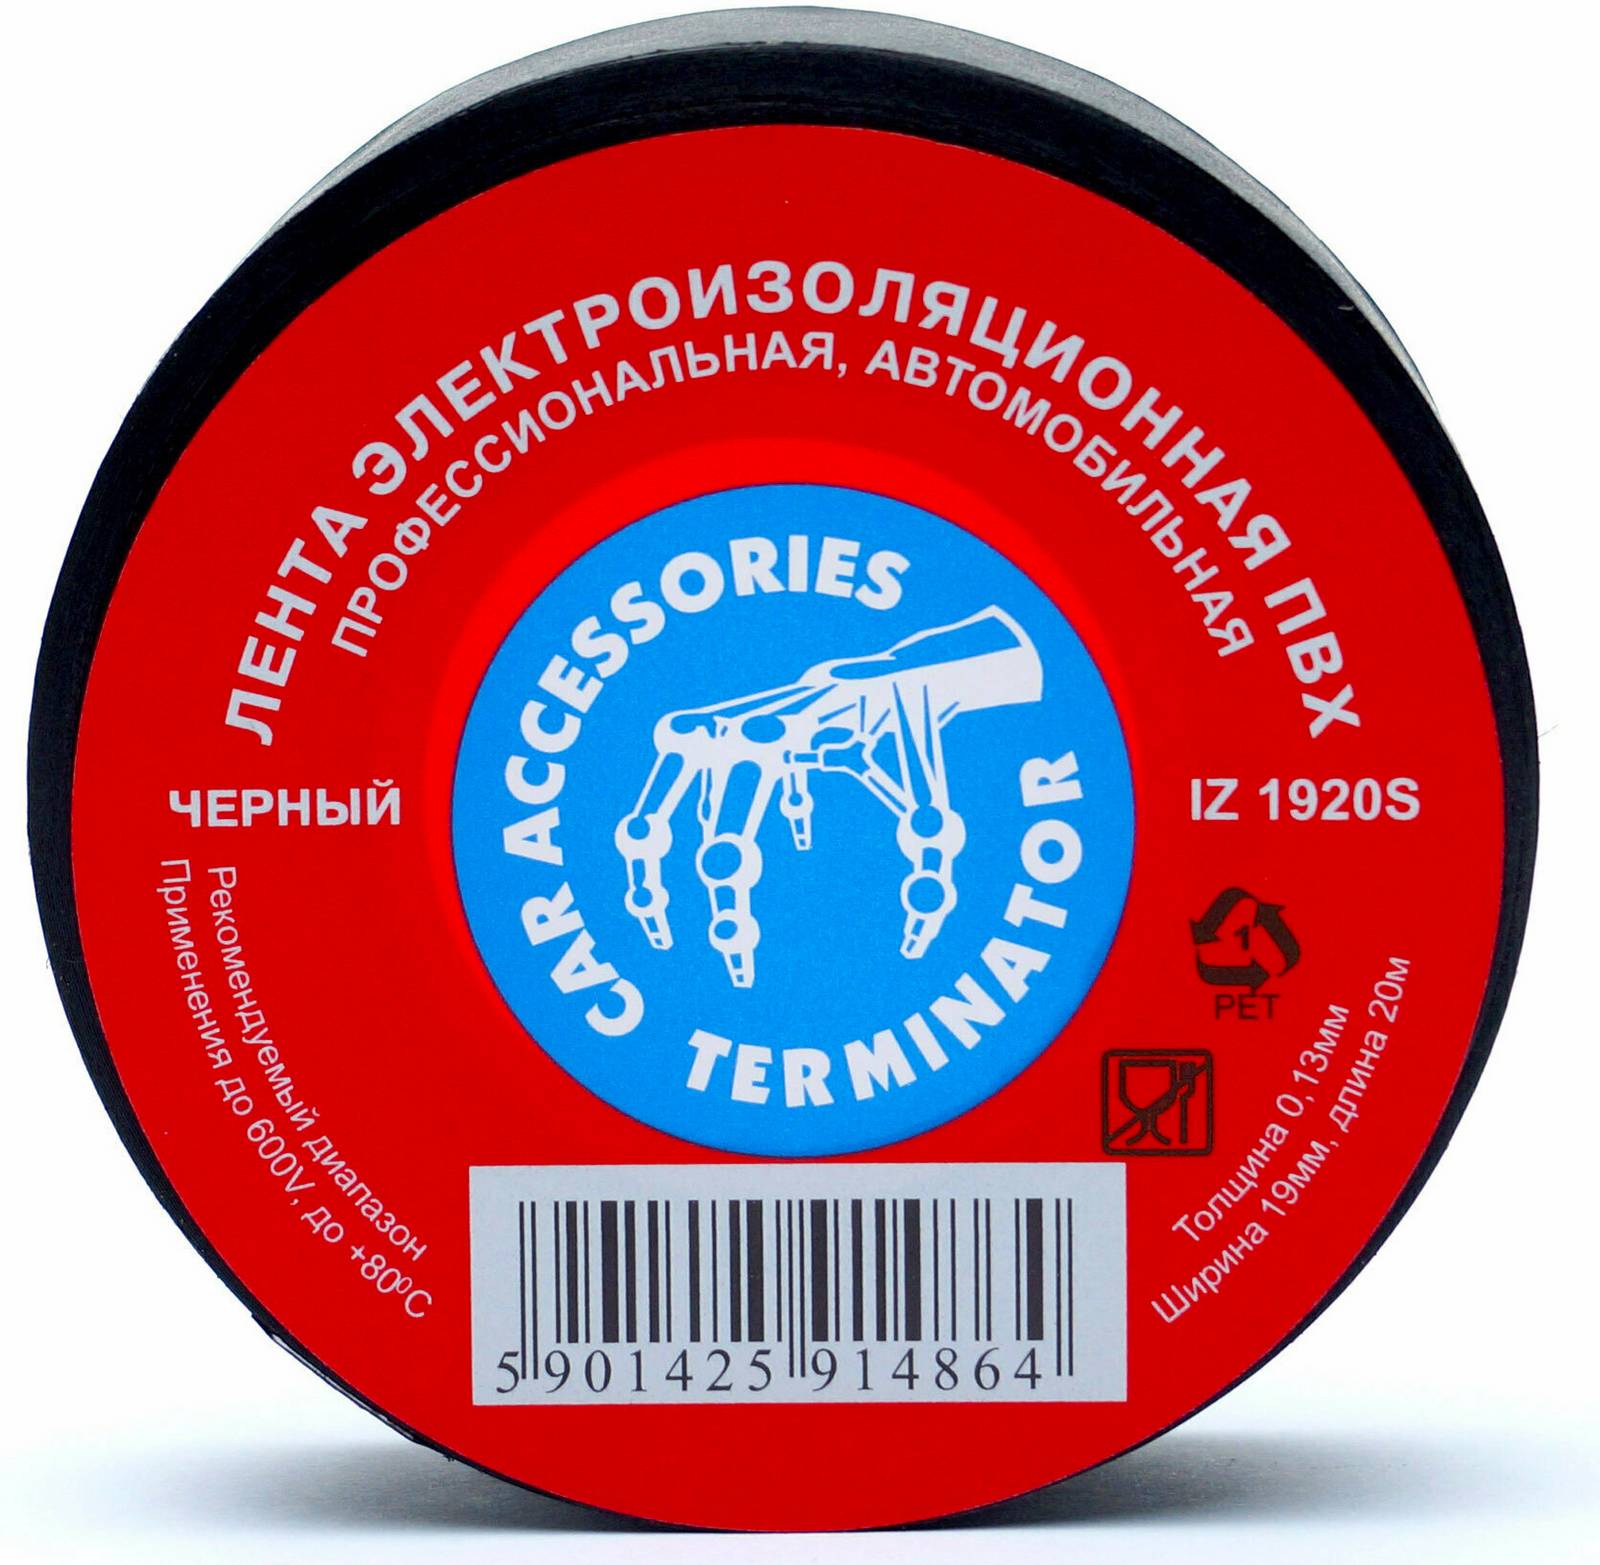 ЛЕНТА ЭЛЕКТРОИЗОЛЯЦИОННАЯ ПВХ
ПРОФЕССИОНАЛЬНАЯ, АВТОМОБИЛЬНАЯ
CAR ACCESSORIES
TERMINATOR
ЧЕРНЫЙ
IZ 1920S
Рекомендуемый диапазон
Применения до 600V, до +80⁰С
1
PET
Толщина 0,13мм
Ширина 19мм, длина 20м
5 901425 914864